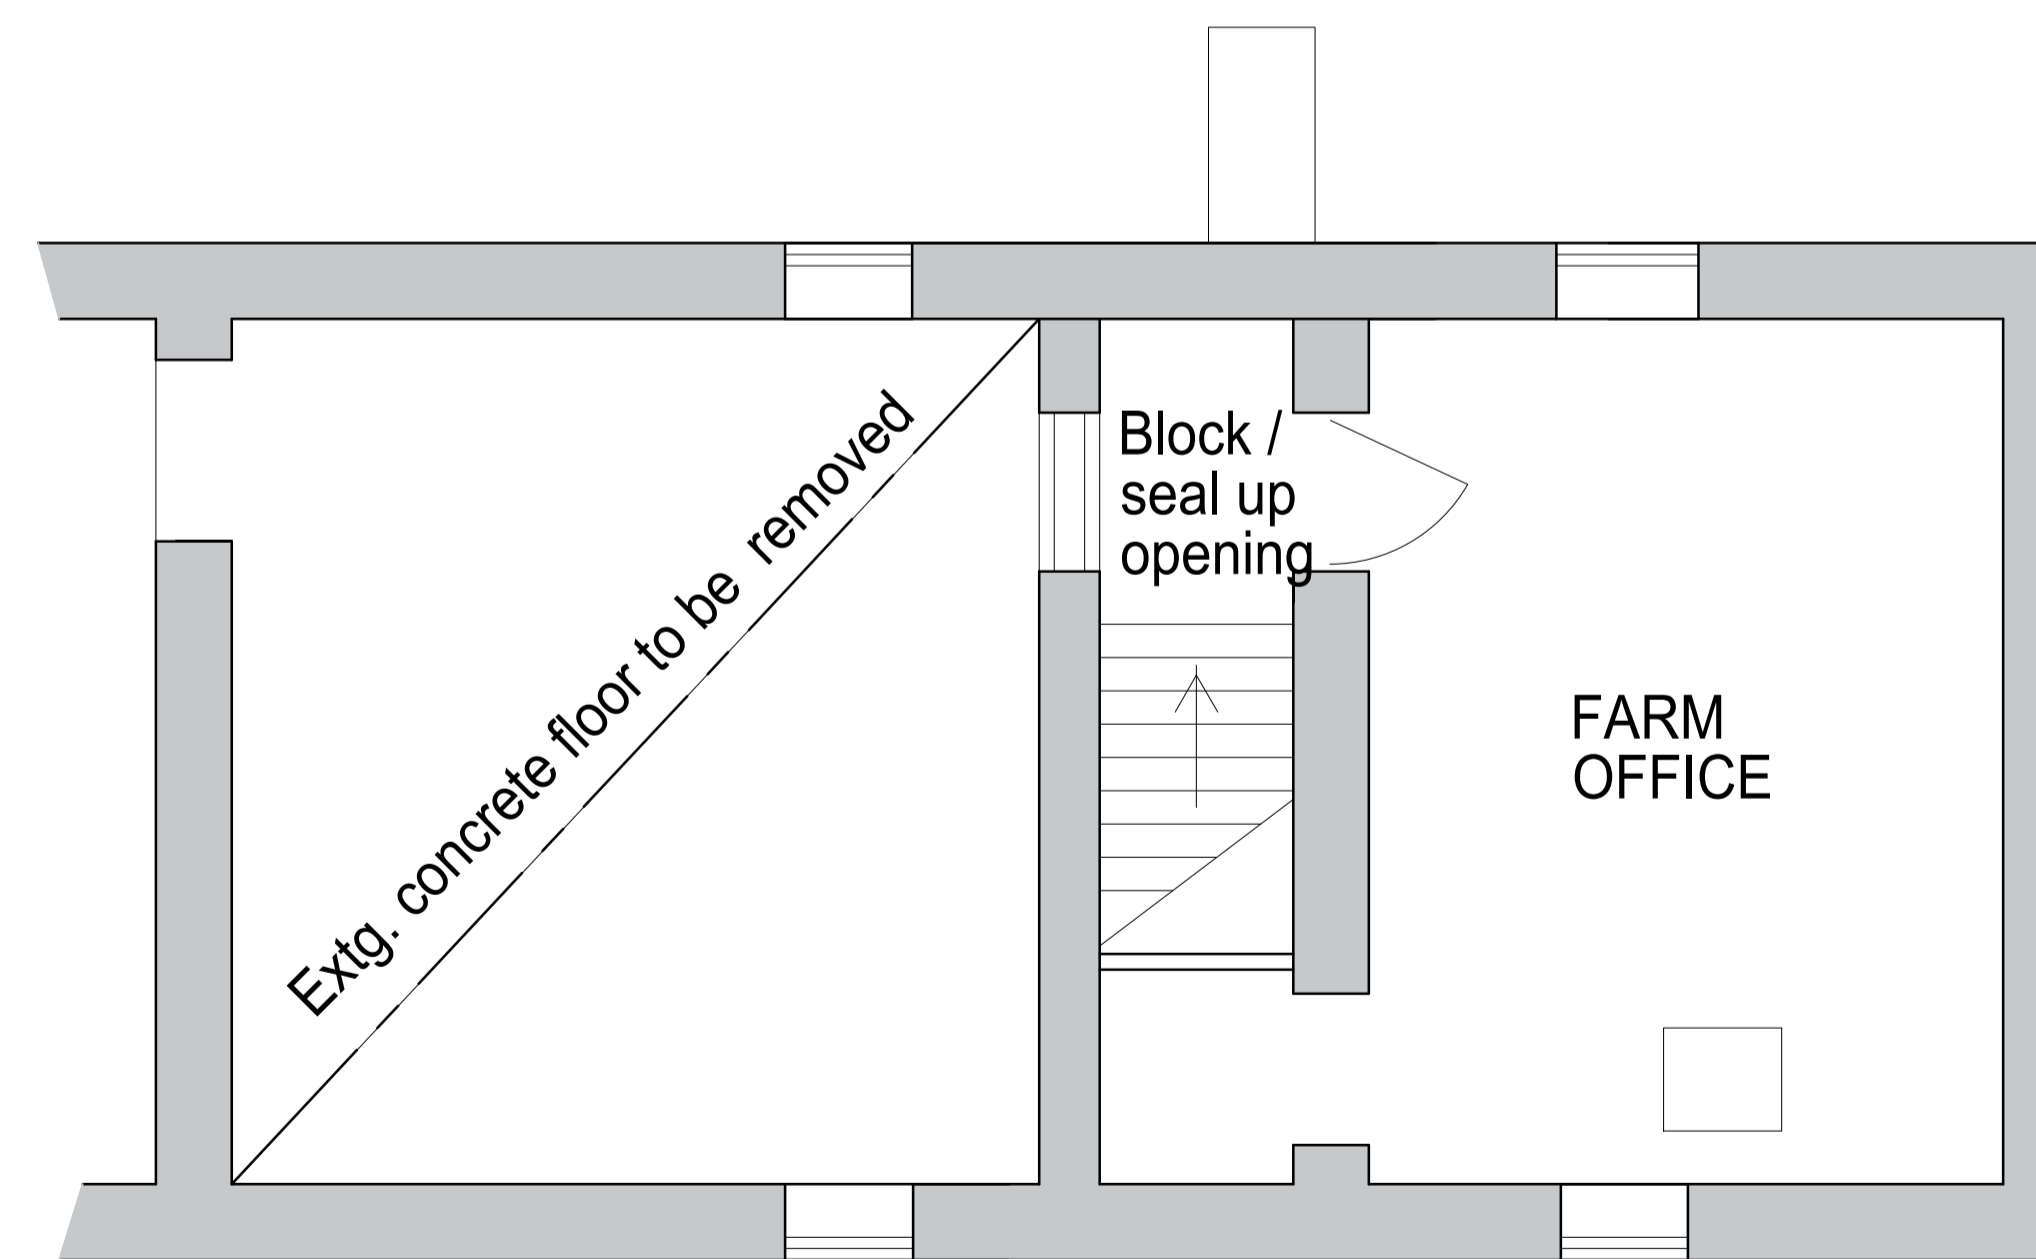 Extg. concrete floor to be removed
Block /
seal up
opening
FARM
OFFICE